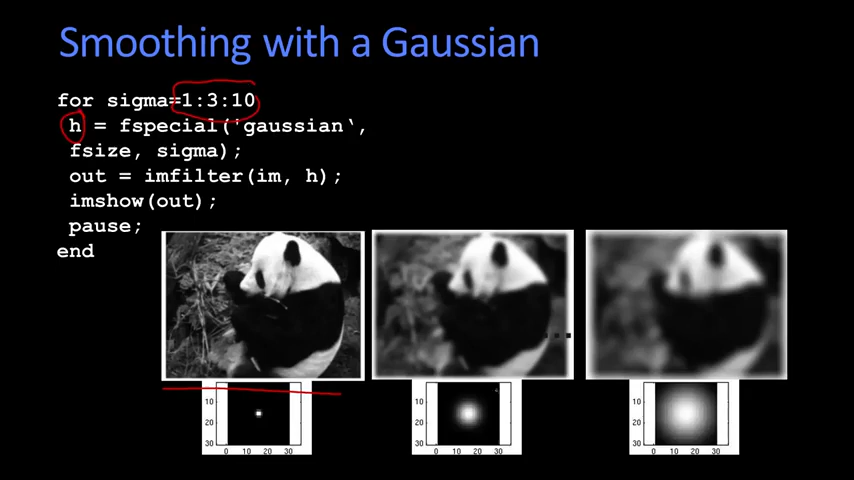 Smoothing with a Gaussian
for sigma=1:3:10
h = fspecial('gaussian‘,
fsize, sigma);
out = imfilter(im, h);
imshow(out);
pause;
end
...
10
20
30
0 10 20 30
10
20
30
0 10 20 30
10
20
30
0 10 20 30